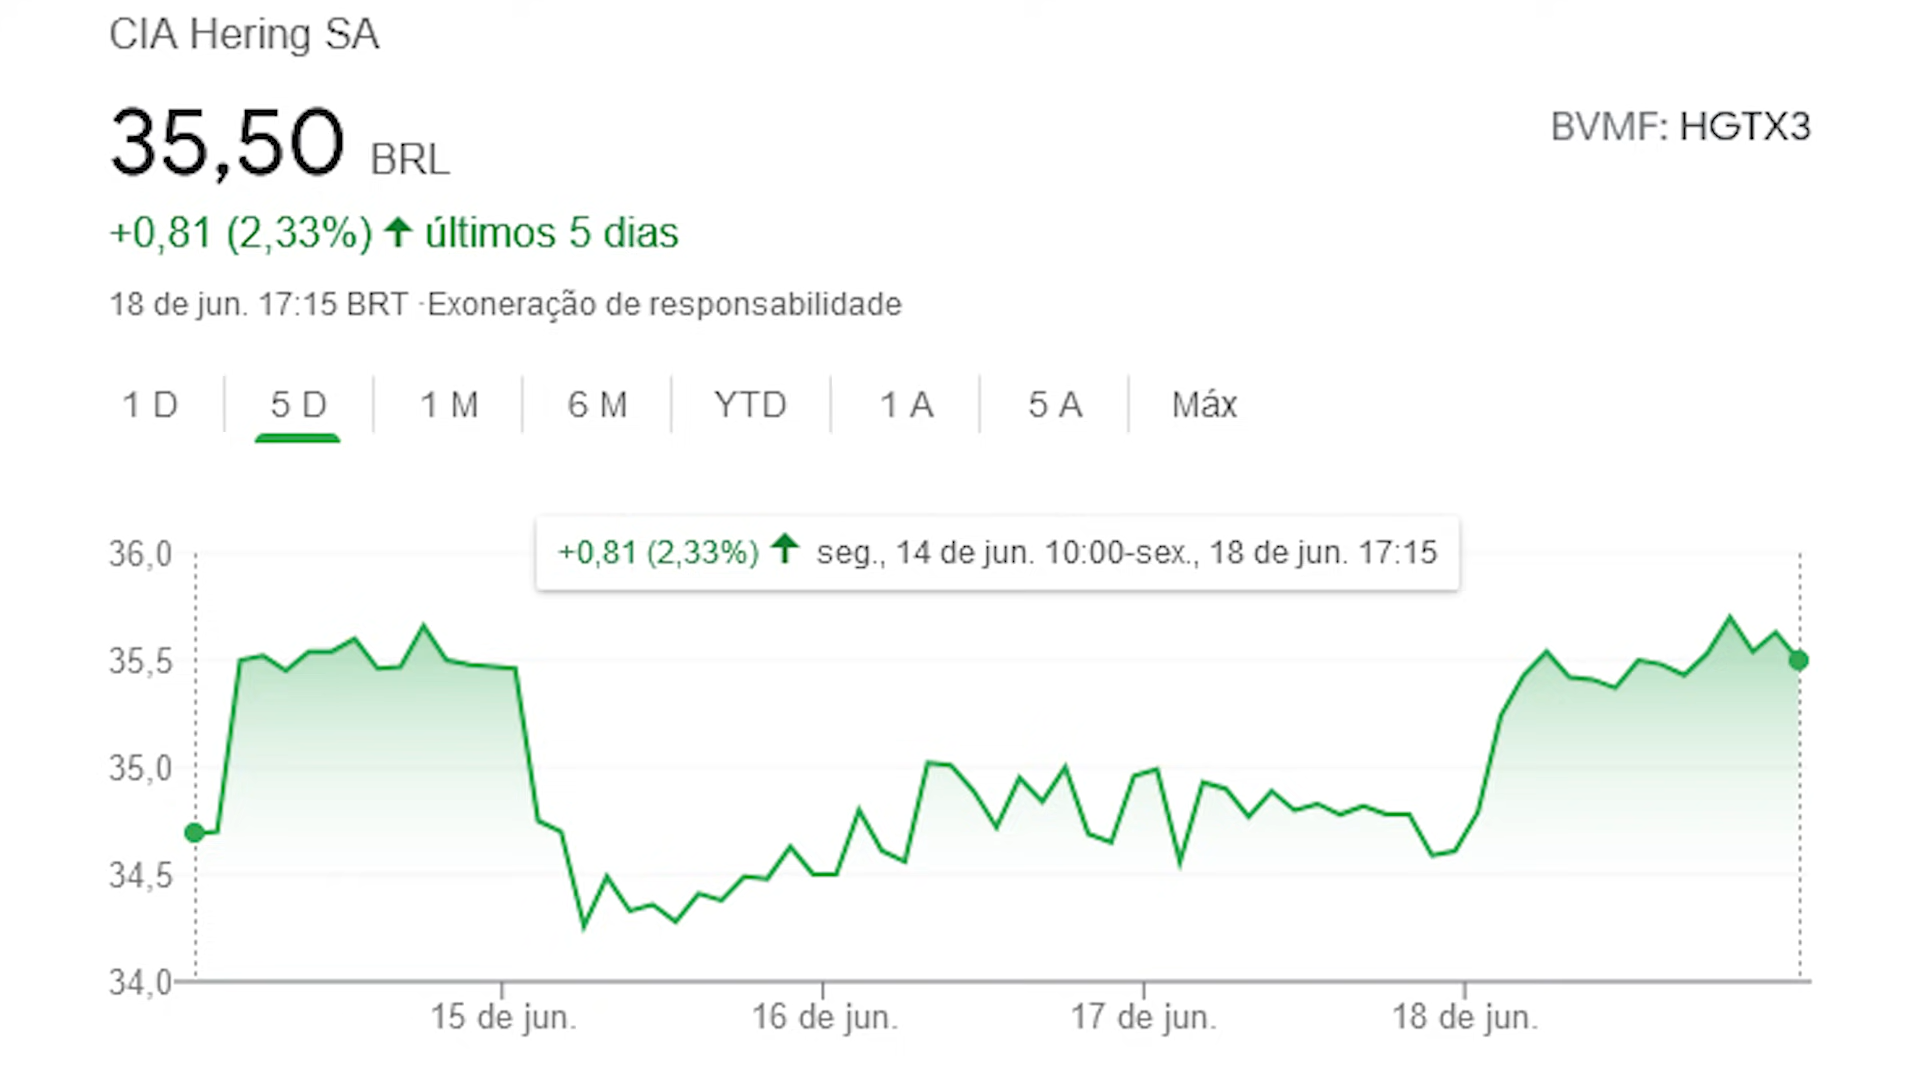 CIA Hering SA
35,50 BRL
BVMF: HGTX3
+0,81 (2,33%) ↑ últimos 5 dias
18 de jun. 17:15 BRT ·Exoneração de responsabilidade
1 D 5 D 1 M 6 M YTD 1 A 5 A Máx
+0,81 (2,33%) ↑ seg., 14 de jun. 10:00-sex., 18 de jun. 17:15
36,0
35,5
35,0
34,5
34,0
15 de jun. 16 de jun. 17 de jun. 18 de jun.